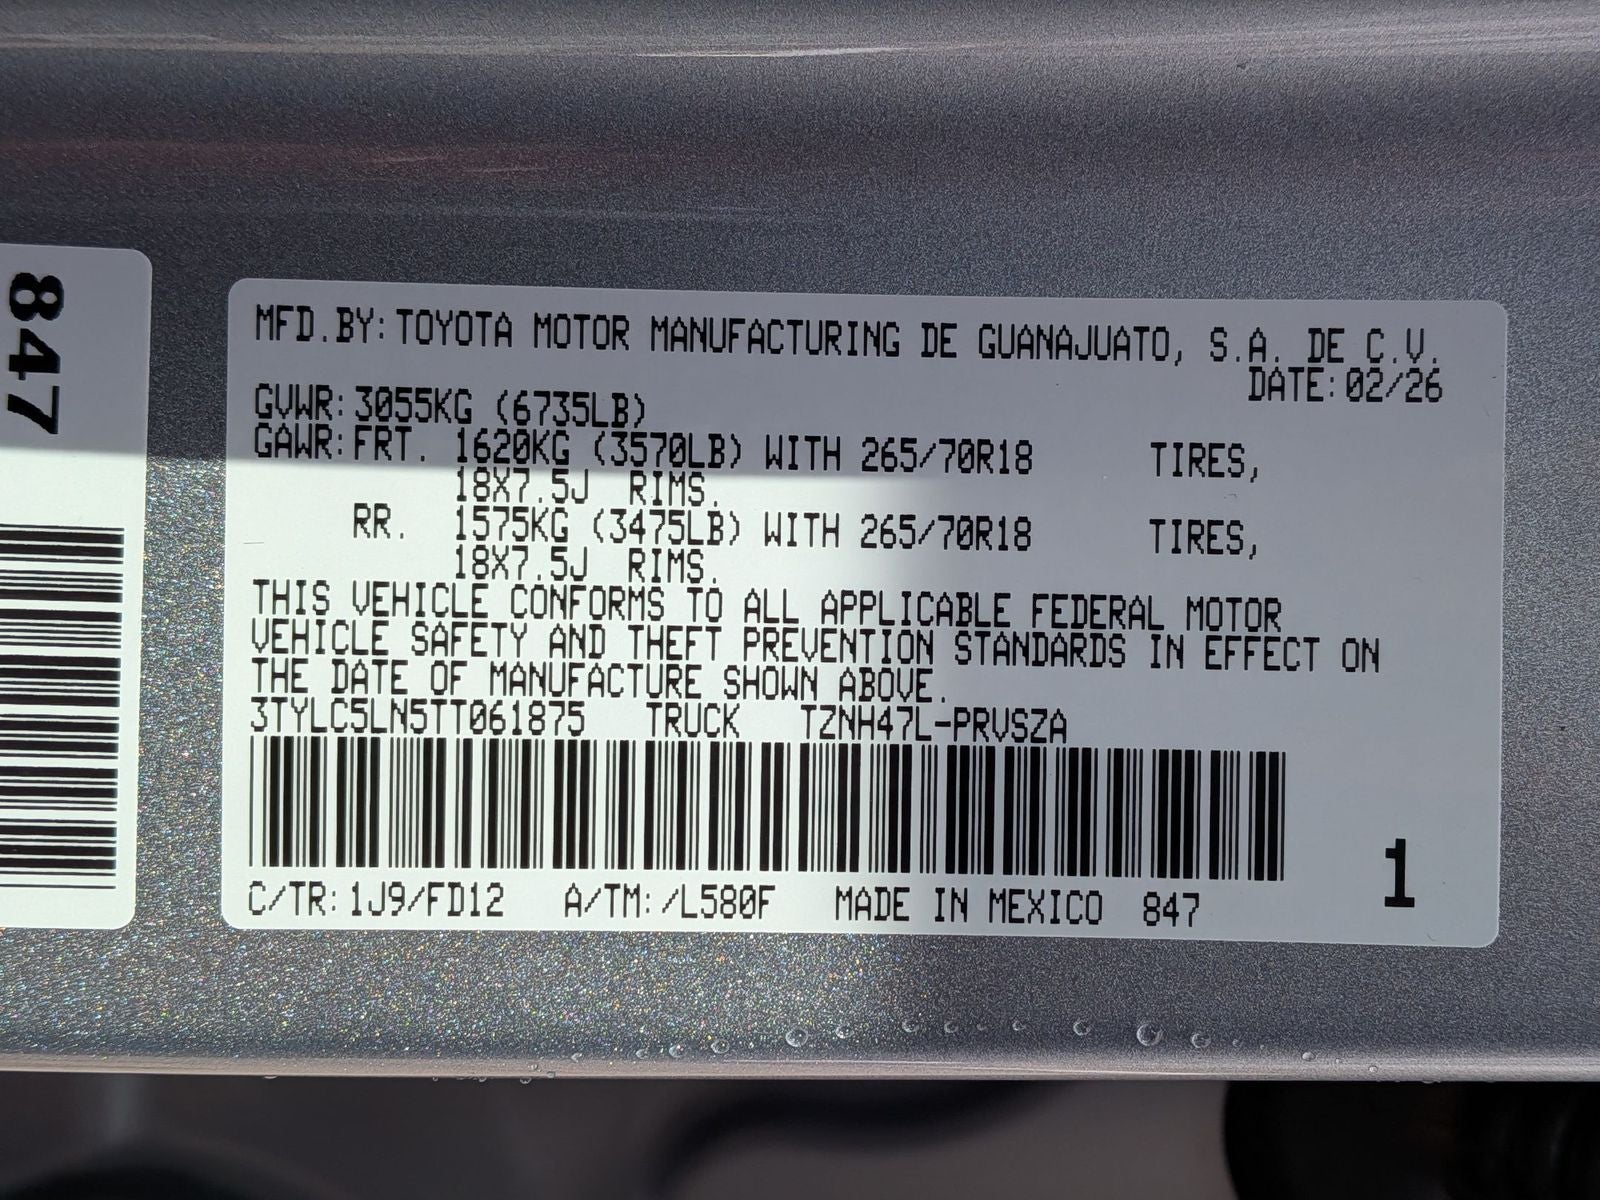 847
MFD.BY: TOYOTA MOTOR MANUFACTURING DE GUANAJUATO, S.A. DE C.V.
DATE: 02/26
GVWR: 3055KG (6735LB)
GAWR: FRT. 1620KG (3570LB) WITH 265/70R18 TIRES,
18X7.5J RIMS.
RR. 1575KG (3475LB) WITH 265/70R18 TIRES,
18X7.5J RIMS.
THIS VEHICLE CONFORMS TO ALL APPLICABLE FEDERAL MOTOR
VEHICLE SAFETY AND THEFT PREVENTION STANDARDS IN EFFECT ON
THE DATE OF MANUFACTURE SHOWN ABOVE.
3TYLC5LN5TT061875 TRUCK TZNH47L-PRVSZA
C/TR: 1J9/FD12 A/TM: /L580F MADE IN MEXICO 847
1